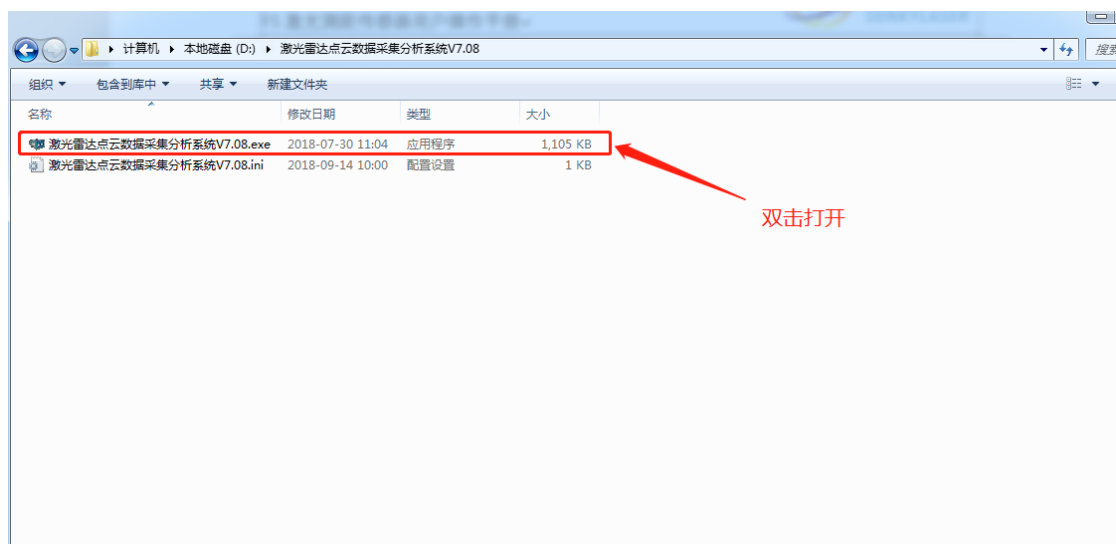 计算机 本地磁盘 (D:) 激光雷达点云数据采集分析系统V7.08
组织 包含到库中 共享 新建文件夹
名称 修改日期 类型 大小
激光雷达点云数据采集分析系统V7.08.exe 2018-07-30 11:04 应用程序 1,105 KB
激光雷达点云数据采集分析系统V7.08.ini 2018-09-14 10:00 配置设置 1 KB
双击打开